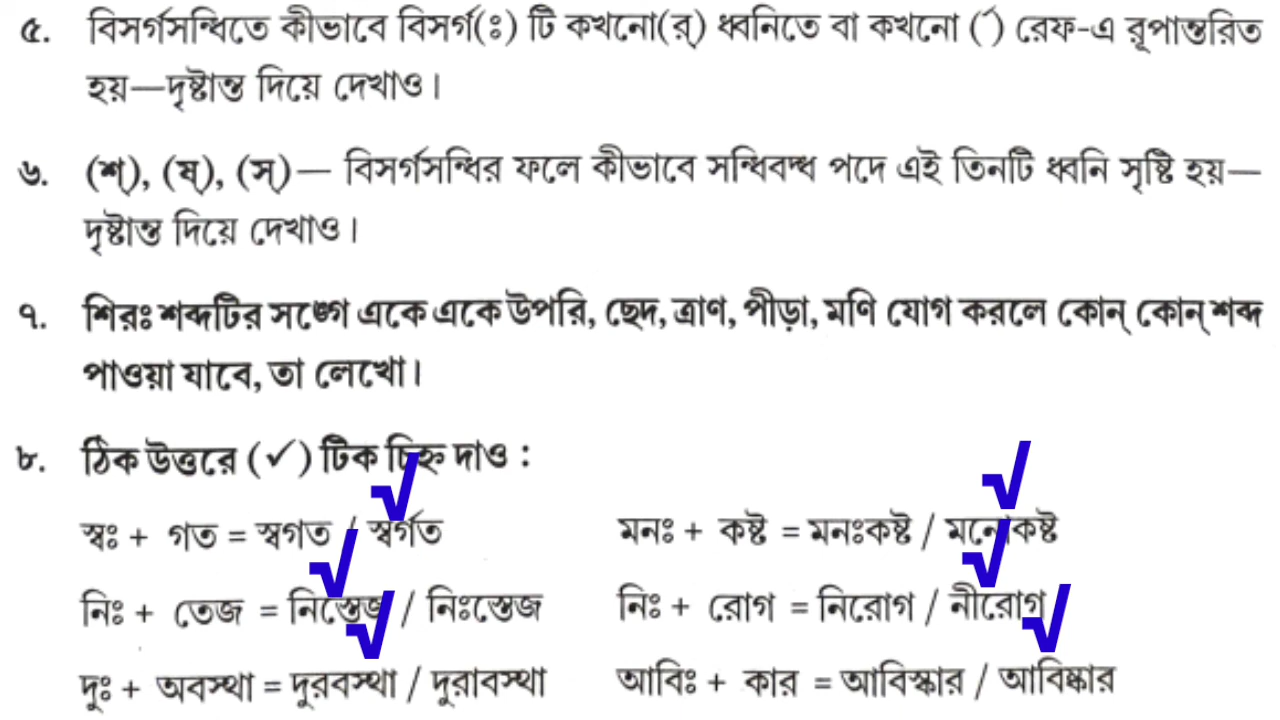 ৫. বিসর্গসন্ধিতে কীভাবে বিসর্গ(ঃ) টি কখনো(র্) ধ্বনিতে বা কখনো (র্) রেফ-এ রূপান্তরিত
হয়—দৃষ্টান্ত দিয়ে দেখাও।
৬. (শ্), (ষ্), (স্)— বিসর্গসন্ধির ফলে কীভাবে সন্ধিবদ্ধ পদে এই তিনটি ধ্বনি সৃষ্টি হয়—
দৃষ্টান্ত দিয়ে দেখাও।
৭. শিরঃ শব্দটির সঙ্গে একে একে উপরি, ছেদ, ত্রাণ, পীড়া, মণি যোগ করলে কোন্ কোন্ শব্দ
পাওয়া যাবে, তা লেখো।
৮. ঠিক উত্তরে (✓) টিক চিহ্ন দাও :
স্বঃ + গত = স্বগত / স্বর্গত মনঃ + কষ্ট = মনঃকষ্ট / মনোকষ্ট
নিঃ + তেজ = নিস্তেজ / নিঃস্তেজ নিঃ + রোগ = নিরোগ / নীরোগ
দুঃ + অবস্থা = দুরবস্থা / দুরাবস্থা আবিঃ + কার = আবিস্কার / আবিষ্কার